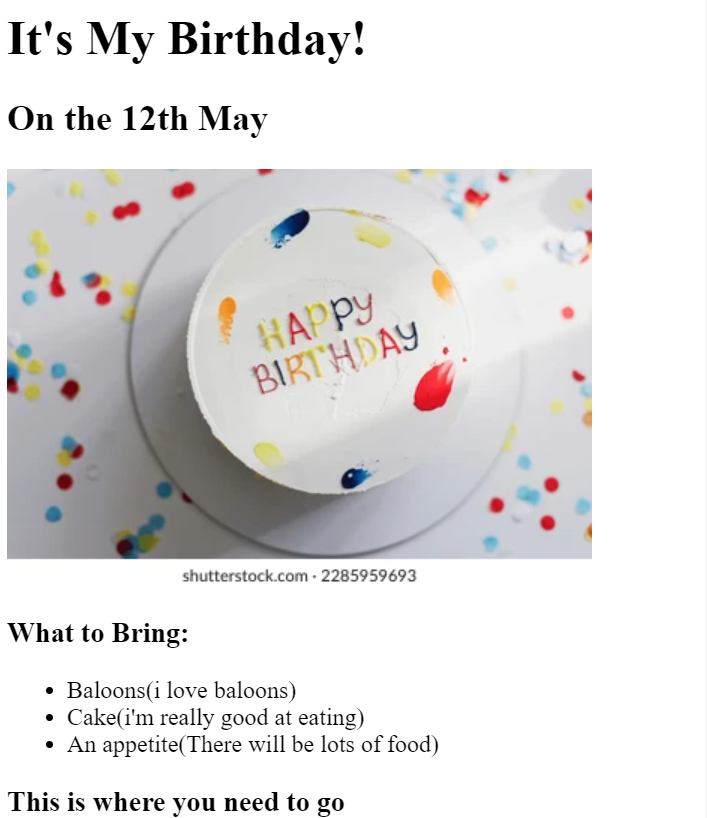 It's My Birthday!
On the 12th May
HAPPY
BIRTHDAY
shutterstock.com · 2285959693
What to Bring:
Baloons(i love baloons)
Cake(i'm really good at eating)
An appetite(There will be lots of food)
This is where you need to go